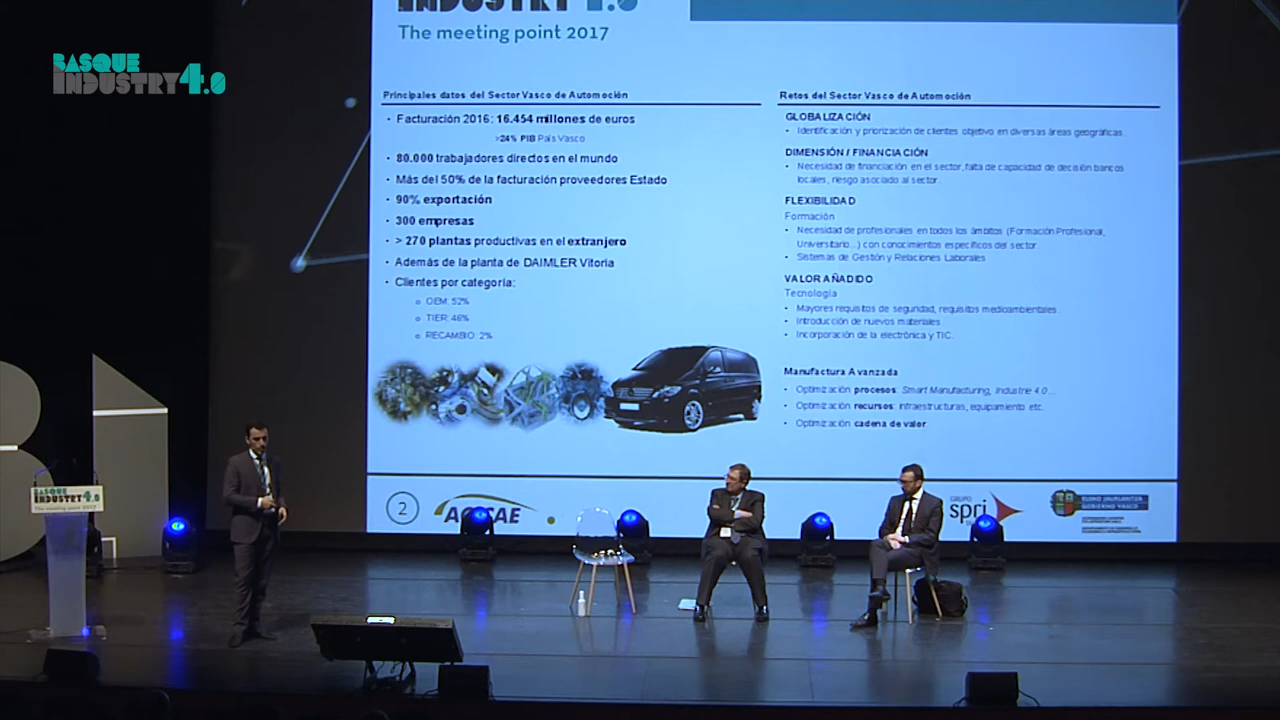 BASQUE
INDUSTRY 4.0
INDUSTRY 4.0
The meeting point 2017
Principales datos del Sector Vasco de Automoción
• Facturación 2016: 16.454 millones de euros
>24% PIB País Vasco
• 80.000 trabajadores directos en el mundo
• Más del 50% de la facturación proveedores Estado
• 90% exportación
• 300 empresas
• > 270 plantas productivas en el extranjero
• Además de la planta de DAIMLER Vitoria
• Clientes por categoría:
o OEM: 52%
o TIER: 46%
o RECAMBIO: 2%
Retos del Sector Vasco de Automoción
GLOBALIZACIÓN
• Identificación y priorización de clientes objetivo en diversas áreas geográficas.
DIMENSIÓN / FINANCIACIÓN
• Necesidad de financiación en el sector, falta de capacidad de decisión bancos
locales, riesgo asociado al sector.
FLEXIBILIDAD
Formación
• Necesidad de profesionales en todos los ámbitos (Formación Profesional,
Universitario...) con conocimientos específicos del sector.
• Sistemas de Gestión y Relaciones Laborales
VALOR AÑADIDO
Tecnología
• Mayores requisitos de seguridad, requisitos medioambientales.
• Introducción de nuevos materiales.
• Incorporación de la electrónica y TIC.
Manufactura Avanzada
• Optimización procesos: Smart Manufacturing, Industrie 4.0...
• Optimización recursos: infraestructuras, equipamiento etc.
• Optimización cadena de valor
2
GRUPO
spri
EUSKO JAURLARITZA
GOBIERNO VASCO
BASQUE
INDUSTRY 4.0
The meeting point 2017